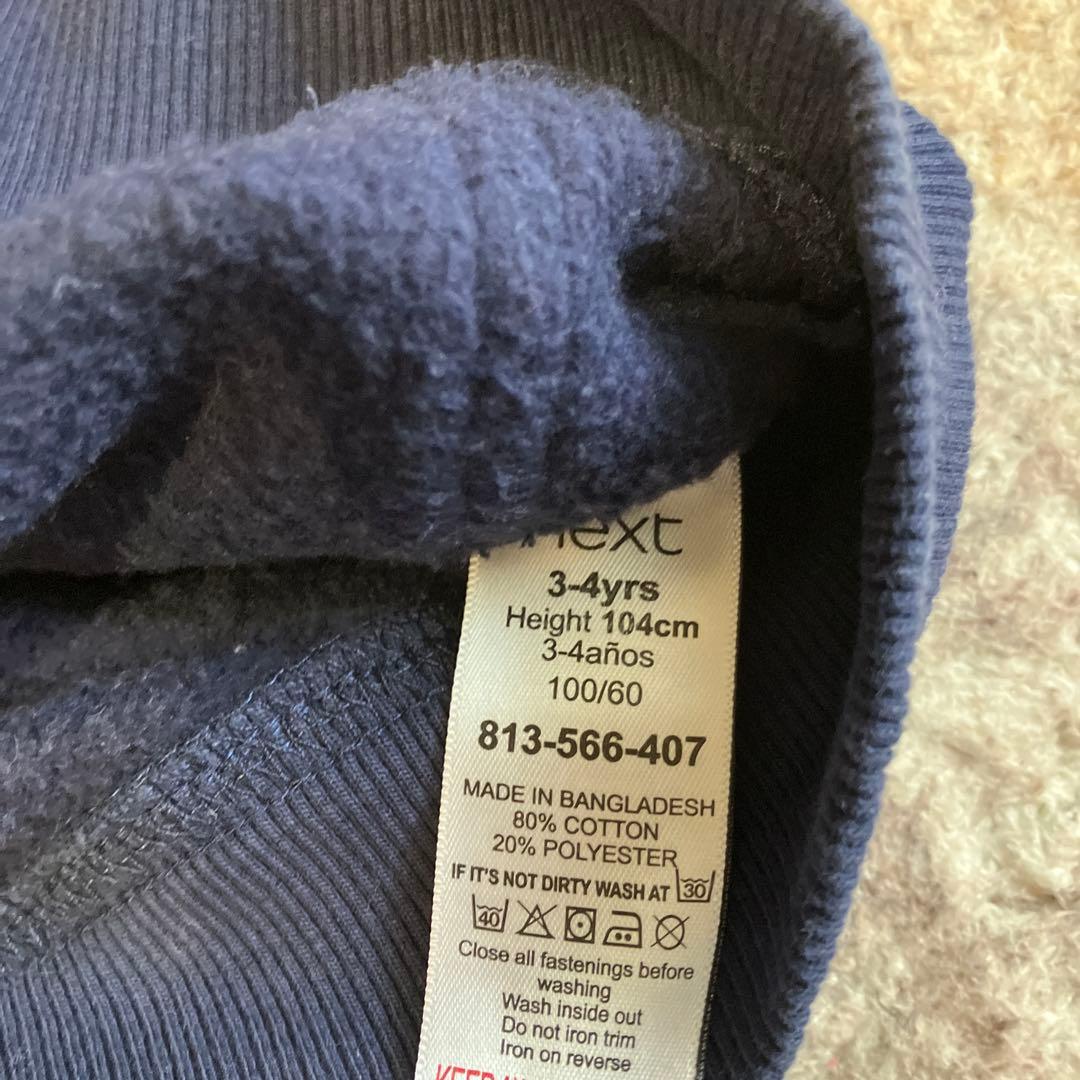 next
3-4yrs
Height 104cm
3-4años
100/60
813-566-407
MADE IN BANGLADESH
80% COTTON
20% POLYESTER
IF IT'S NOT DIRTY WASH AT 30
40
Close all fastenings before
washing
Wash inside out
Do not iron trim
Iron on reverse
KEEP